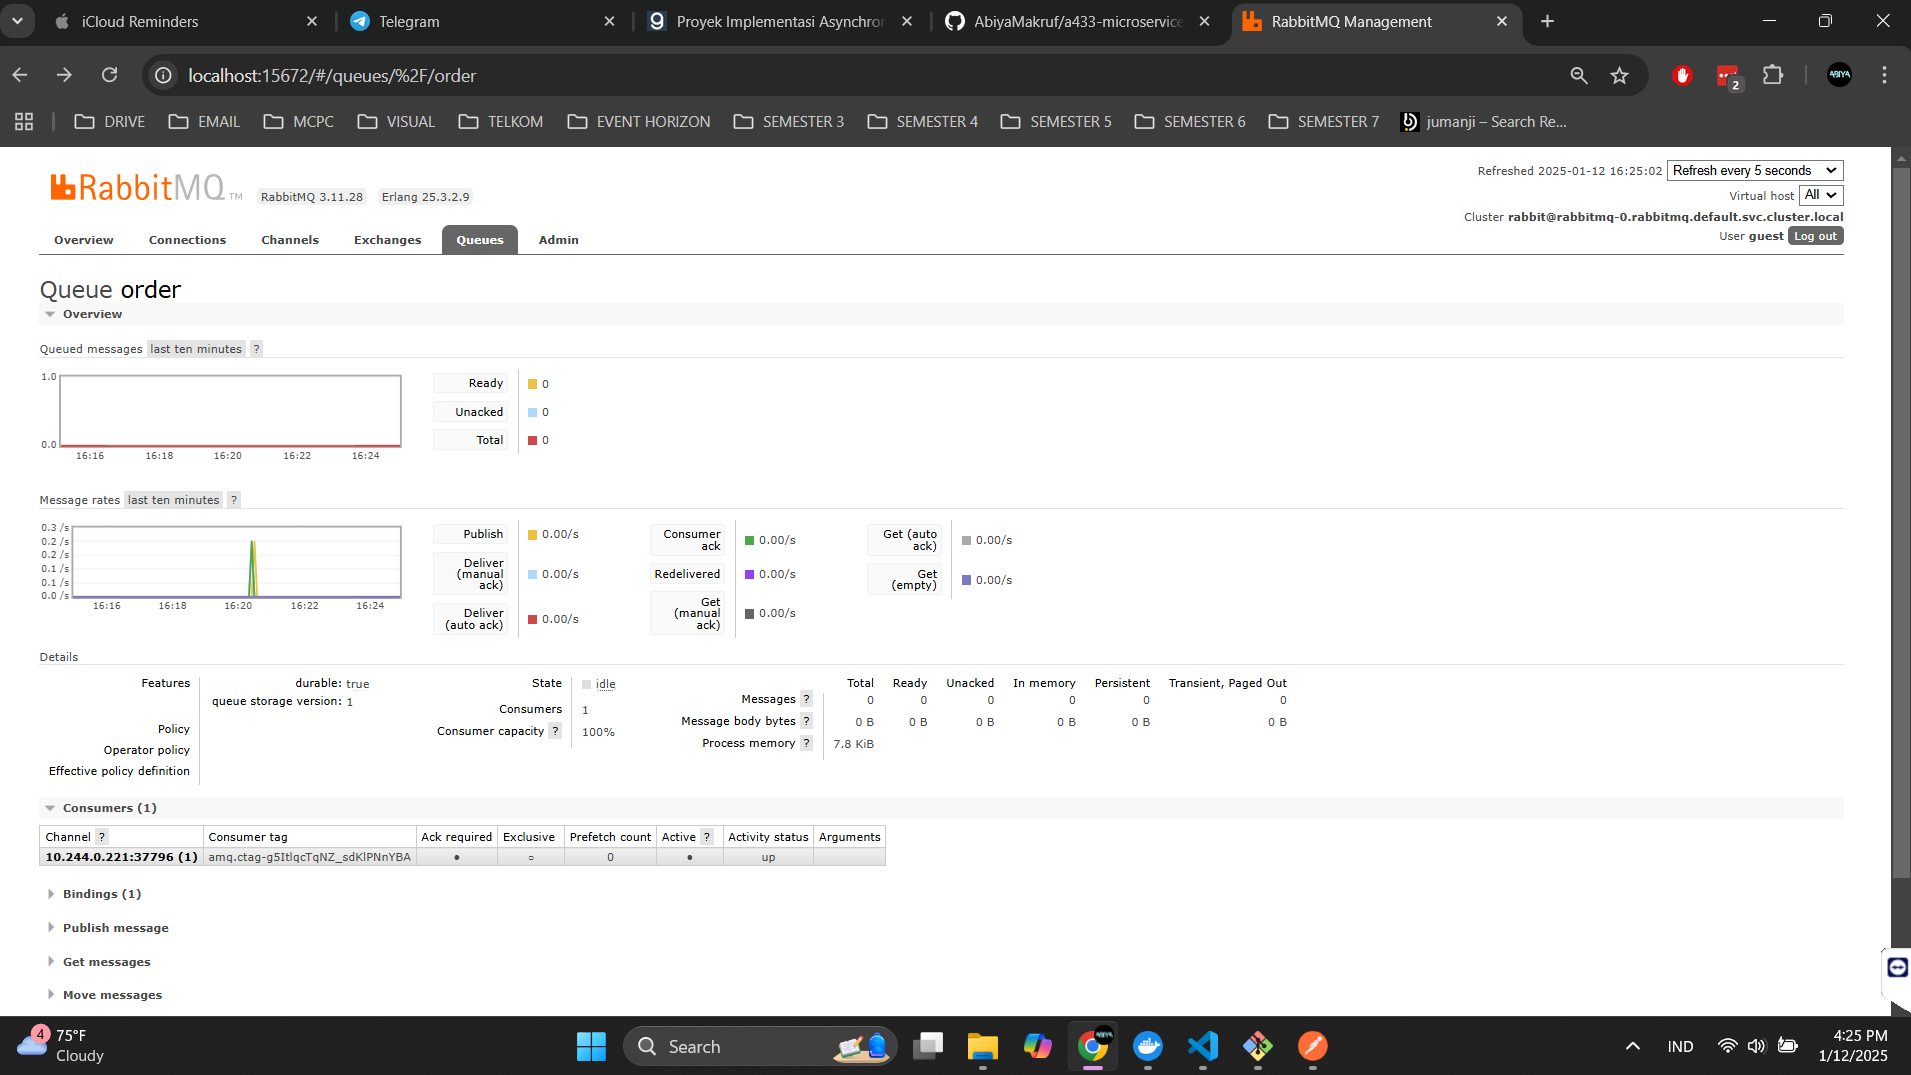 iCloud Reminders
Telegram
Proyek Implementasi Asynchron
AbiyaMakruf/a433-microservice
RabbitMQ Management
localhost:15672/#/queues/%2F/order
ABIYA
2
DRIVE
EMAIL
MCPC
VISUAL
TELKOM
EVENT HORIZON
SEMESTER 3
SEMESTER 4
SEMESTER 5
SEMESTER 6
SEMESTER 7
jumanji – Search Re...
RabbitMQ TM
RabbitMQ 3.11.28
Erlang 25.3.2.9
Refreshed 2025-01-12 16:25:02 Refresh every 5 seconds
Virtual host All
Cluster rabbit@rabbitmq-0.rabbitmq.default.svc.cluster.local
User guest Log out
Overview
Connections
Channels
Exchanges
Queues
Admin
Queue order
Overview
Queued messages last ten minutes ?
1.0
0.0
16:16 16:18 16:20 16:22 16:24
Ready 0
Unacked 0
Total 0
Message rates last ten minutes ?
0.3 /s
0.2 /s
0.2 /s
0.1 /s
0.1 /s
0.0 /s
16:16 16:18 16:20 16:22 16:24
Publish 0.00/s
Deliver
(manual 0.00/s
ack)
Deliver
(auto ack) 0.00/s
Consumer
ack 0.00/s
Redelivered 0.00/s
Get
(manual 0.00/s
ack)
Get (auto
ack) 0.00/s
Get
(empty) 0.00/s
Details
Features
durable: true
queue storage version: 1
Policy
Operator policy
Effective policy definition
State idle
Consumers 1
Consumer capacity ? 100%
Total Ready Unacked In memory Persistent Transient, Paged Out
Messages ? 0 0 0 0 0 0
Message body bytes ? 0 B 0 B 0 B 0 B 0 B 0 B
Process memory ? 7.8 KiB
Consumers (1)
Channel ? Consumer tag Ack required Exclusive Prefetch count Active ? Activity status Arguments
10.244.0.221:37796 (1) amq.ctag-g5ItlqcTqNZ_sdKlPNnYBA ● ○ 0 ● up
Bindings (1)
Publish message
Get messages
Move messages
4
75°F
Cloudy
Search
ABIYA
IND
4:25 PM
1/12/2025